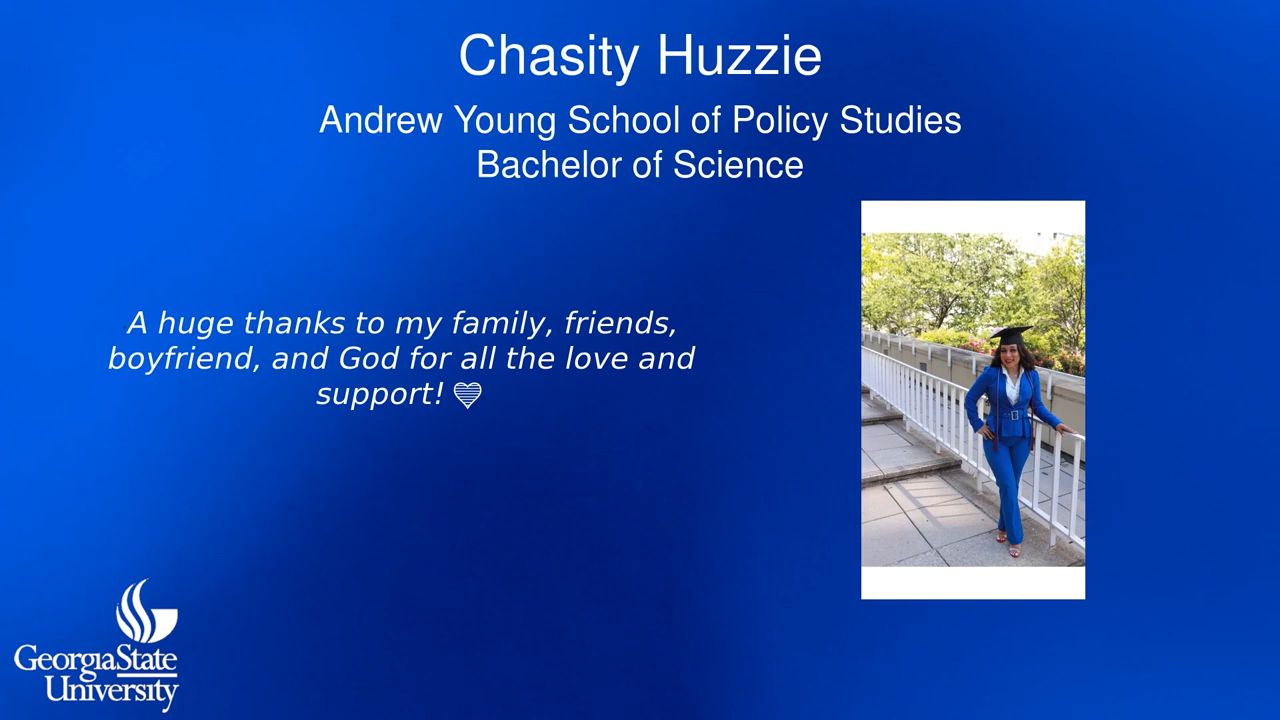 Chasity Huzzie
Andrew Young School of Policy Studies
Bachelor of Science
A huge thanks to my family, friends,
boyfriend, and God for all the love and
support! 💙
GeorgiaState
University